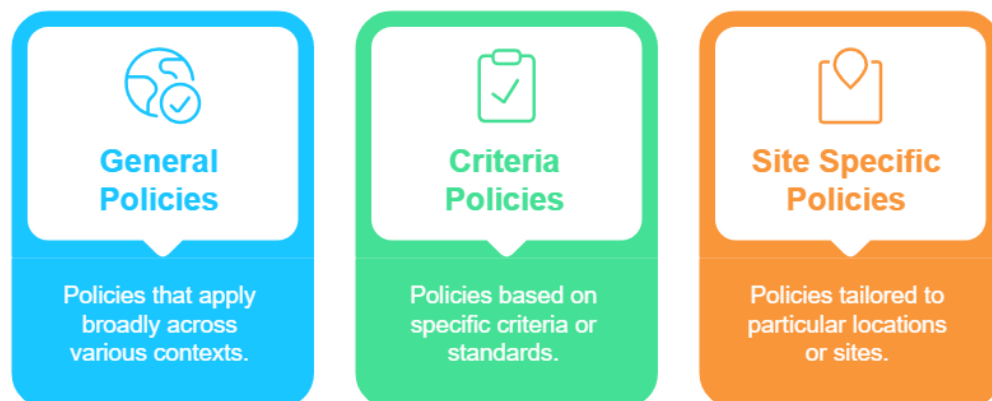 General
Policies
Policies that apply
broadly across
various contexts.
Criteria
Policies
Policies based on
specific criteria or
standards.
Site Specific
Policies
Policies tailored to
particular locations
or sites.